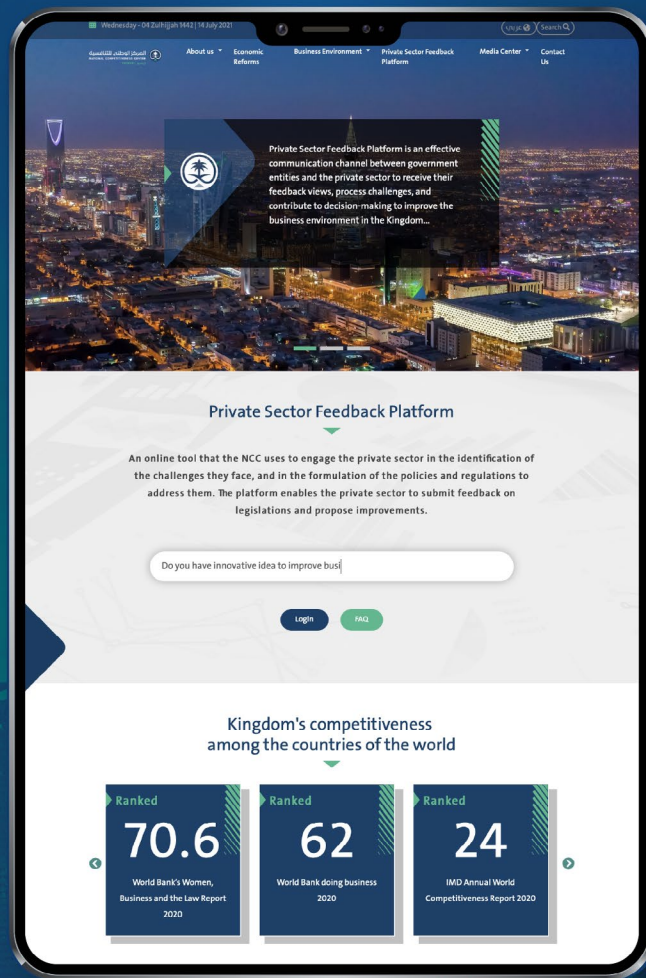 Wednesday - 04 Zulhijjah 1442 | 14 July 2021
عربي
Search
المركز الوطني للتنافسية
NATIONAL COMPETITIVENESS CENTER
About us
Economic
Reforms
Business Environment
Private Sector Feedback
Platform
Media Center
Contact
Us
Private Sector Feedback Platform is an effective
communication channel between government
entities and the private sector to receive their
feedback views, process challenges, and
contribute to decision-making to improve the
business environment in the Kingdom...
Private Sector Feedback Platform
An online tool that the NCC uses to engage the private sector in the identification of
the challenges they face, and in the formulation of the policies and regulations to
address them. The platform enables the private sector to submit feedback on
legislations and propose improvements.
Do you have innovative idea to improve busi
Login
FAQ
Kingdom's competitiveness
among the countries of the world
Ranked
70.6
World Bank's Women,
Business and the Law Report
2020
Ranked
62
World Bank doing business
2020
Ranked
24
IMD Annual World
Competitiveness Report 2020